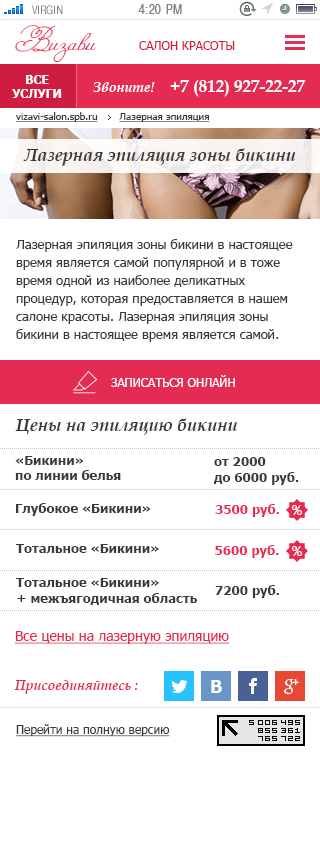 VIRGIN 4:20 PM
Визави
САЛОН КРАСОТЫ
ВСЕ УСЛУГИ
Звоните! +7 (812) 927-22-27
vizavi-salon.spb.ru › Лазерная эпиляция
Лазерная эпиляция зоны бикини
Лазерная эпиляция зоны бикини в настоящее
время является самой популярной и в тоже
время одной из наиболее деликатных
процедур, которая предоставляется в нашем
салоне красоты. Лазерная эпиляция зоны
бикини в настоящее время является самой.
ЗАПИСАТЬСЯ ОНЛАЙН
Цены на эпиляцию бикини
«Бикини»
по линии белья
от 2000
до 6000 руб.
Глубокое «Бикини» 3500 руб. %
Тотальное «Бикини» 5600 руб. %
Тотальное «Бикини»
+ межъягодичная область
7200 руб.
Все цены на лазерную эпиляцию
Присоединяйтесь :
В f g+
Перейти на полную версию
5 006 495
855 361
765 722